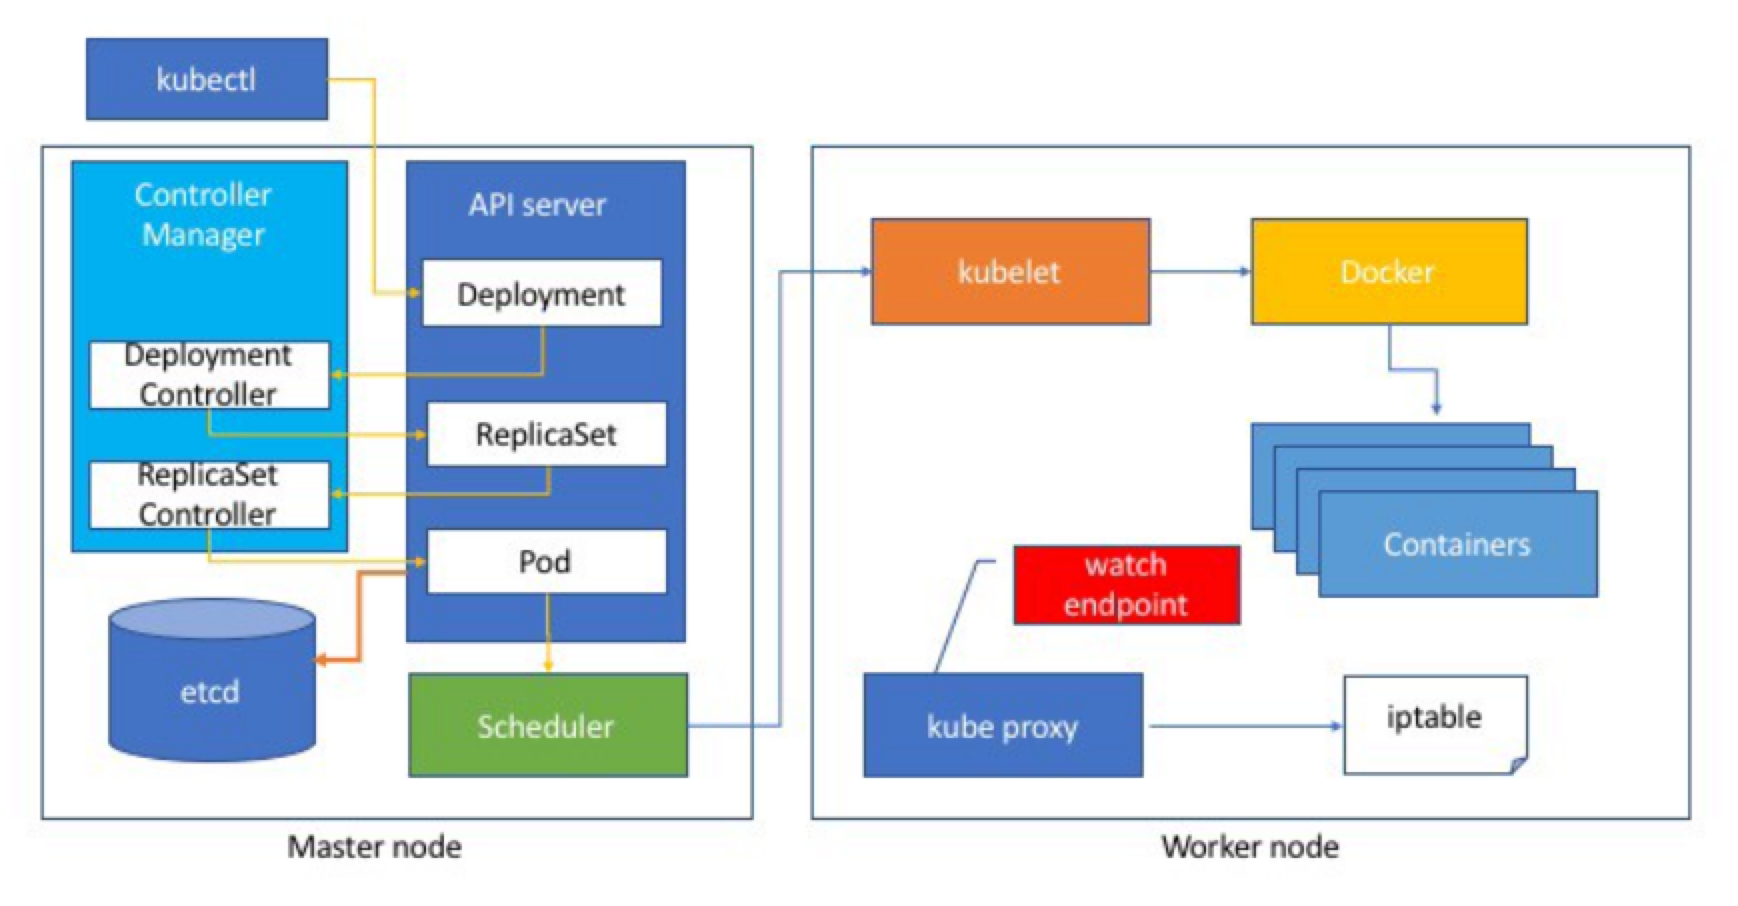 kubectl
Controller
Manager
API server
Deployment
Deployment
Controller
ReplicaSet
ReplicaSet
Controller
Pod
etcd
Scheduler
Master node
kubelet
Docker
Containers
watch
endpoint
kube proxy
iptable
Worker node